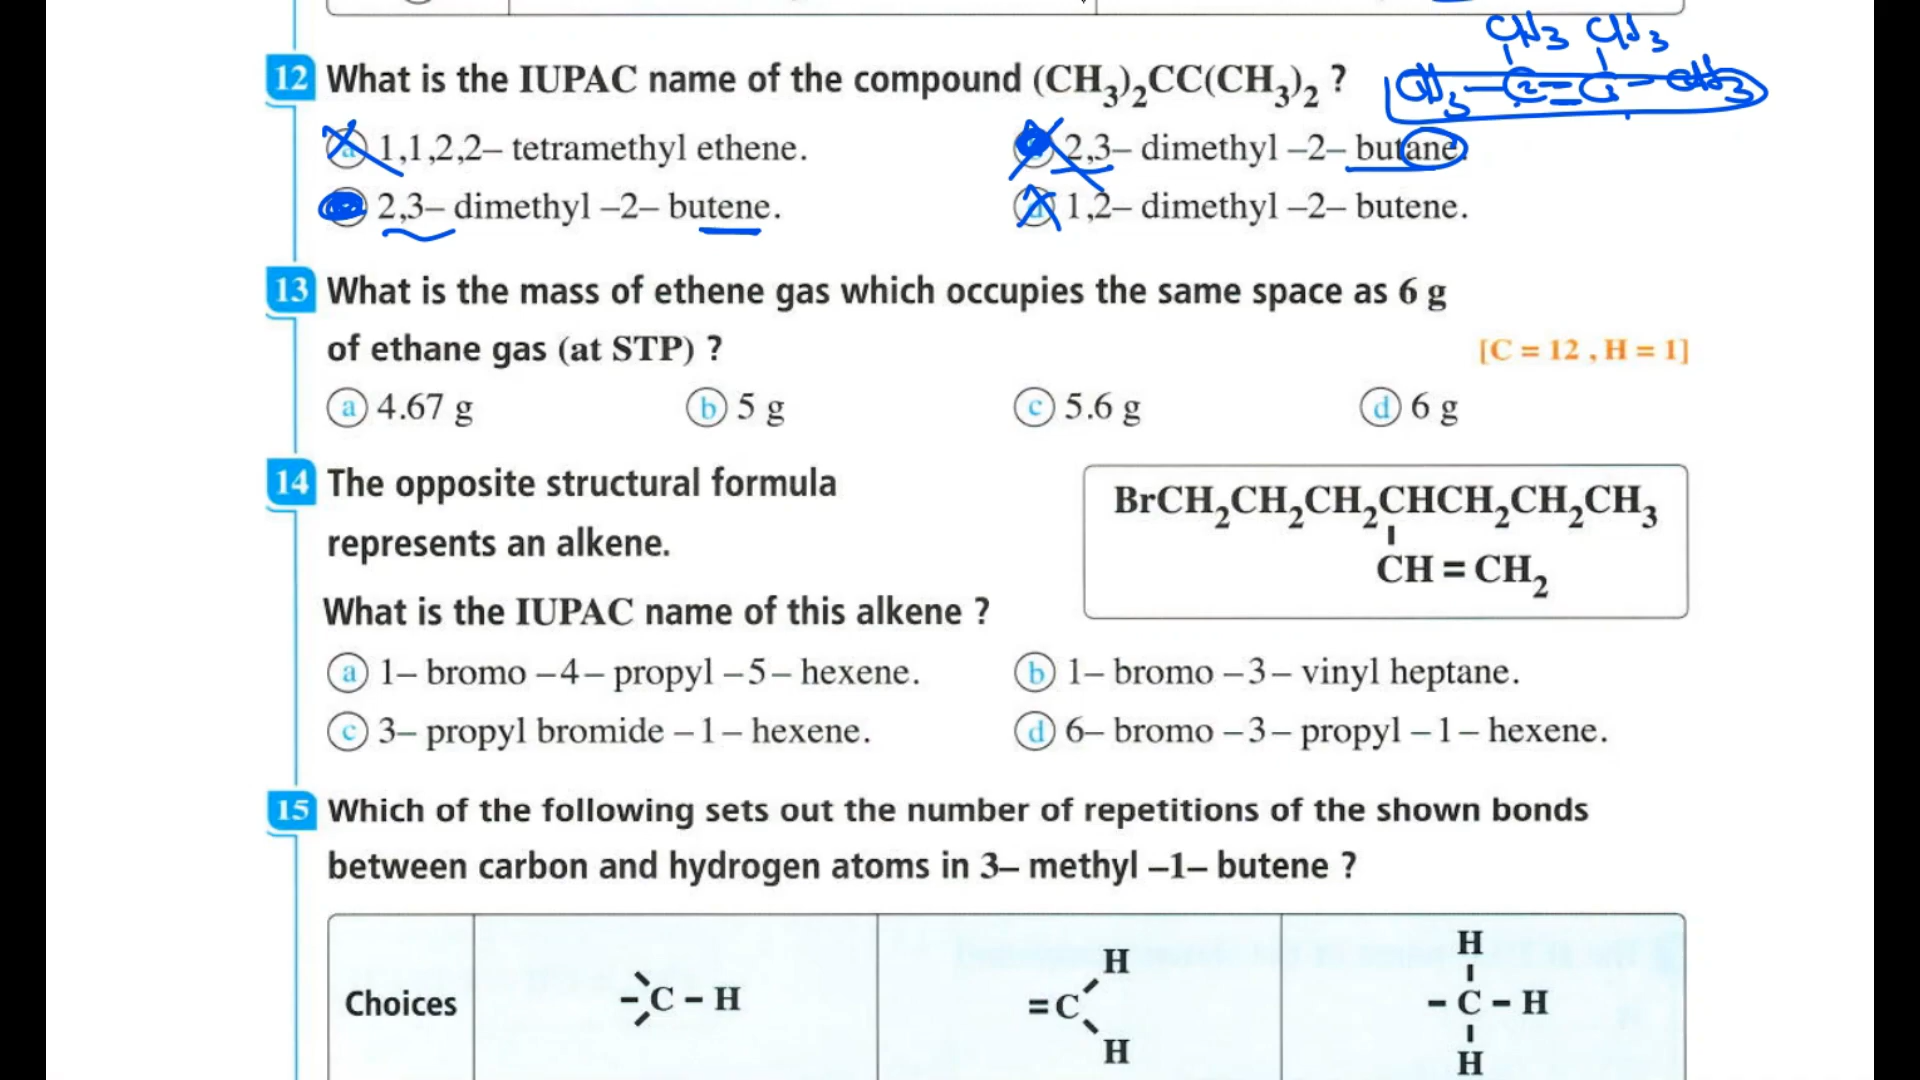 CH3 CH3
12 What is the IUPAC name of the compound (CH3)2CC(CH3)2 ? CH3-C=C-CH3
a 1,1,2,2– tetramethyl ethene. 2,3– dimethyl –2– butane.
2,3– dimethyl –2– butene. d 1,2– dimethyl –2– butene.
13 What is the mass of ethene gas which occupies the same space as 6 g
of ethane gas (at STP) ? [C = 12 , H = 1]
a 4.67 g b 5 g c 5.6 g d 6 g
14 The opposite structural formula
represents an alkene.
BrCH2CH2CH2CHCH2CH2CH3
CH = CH2
What is the IUPAC name of this alkene ?
a 1– bromo –4– propyl –5– hexene. b 1– bromo –3– vinyl heptane.
c 3– propyl bromide –1– hexene. d 6– bromo –3– propyl –1– hexene.
15 Which of the following sets out the number of repetitions of the shown bonds
between carbon and hydrogen atoms in 3– methyl –1– butene ?
Choices
C – H
H
= C
H
H
– C – H
H